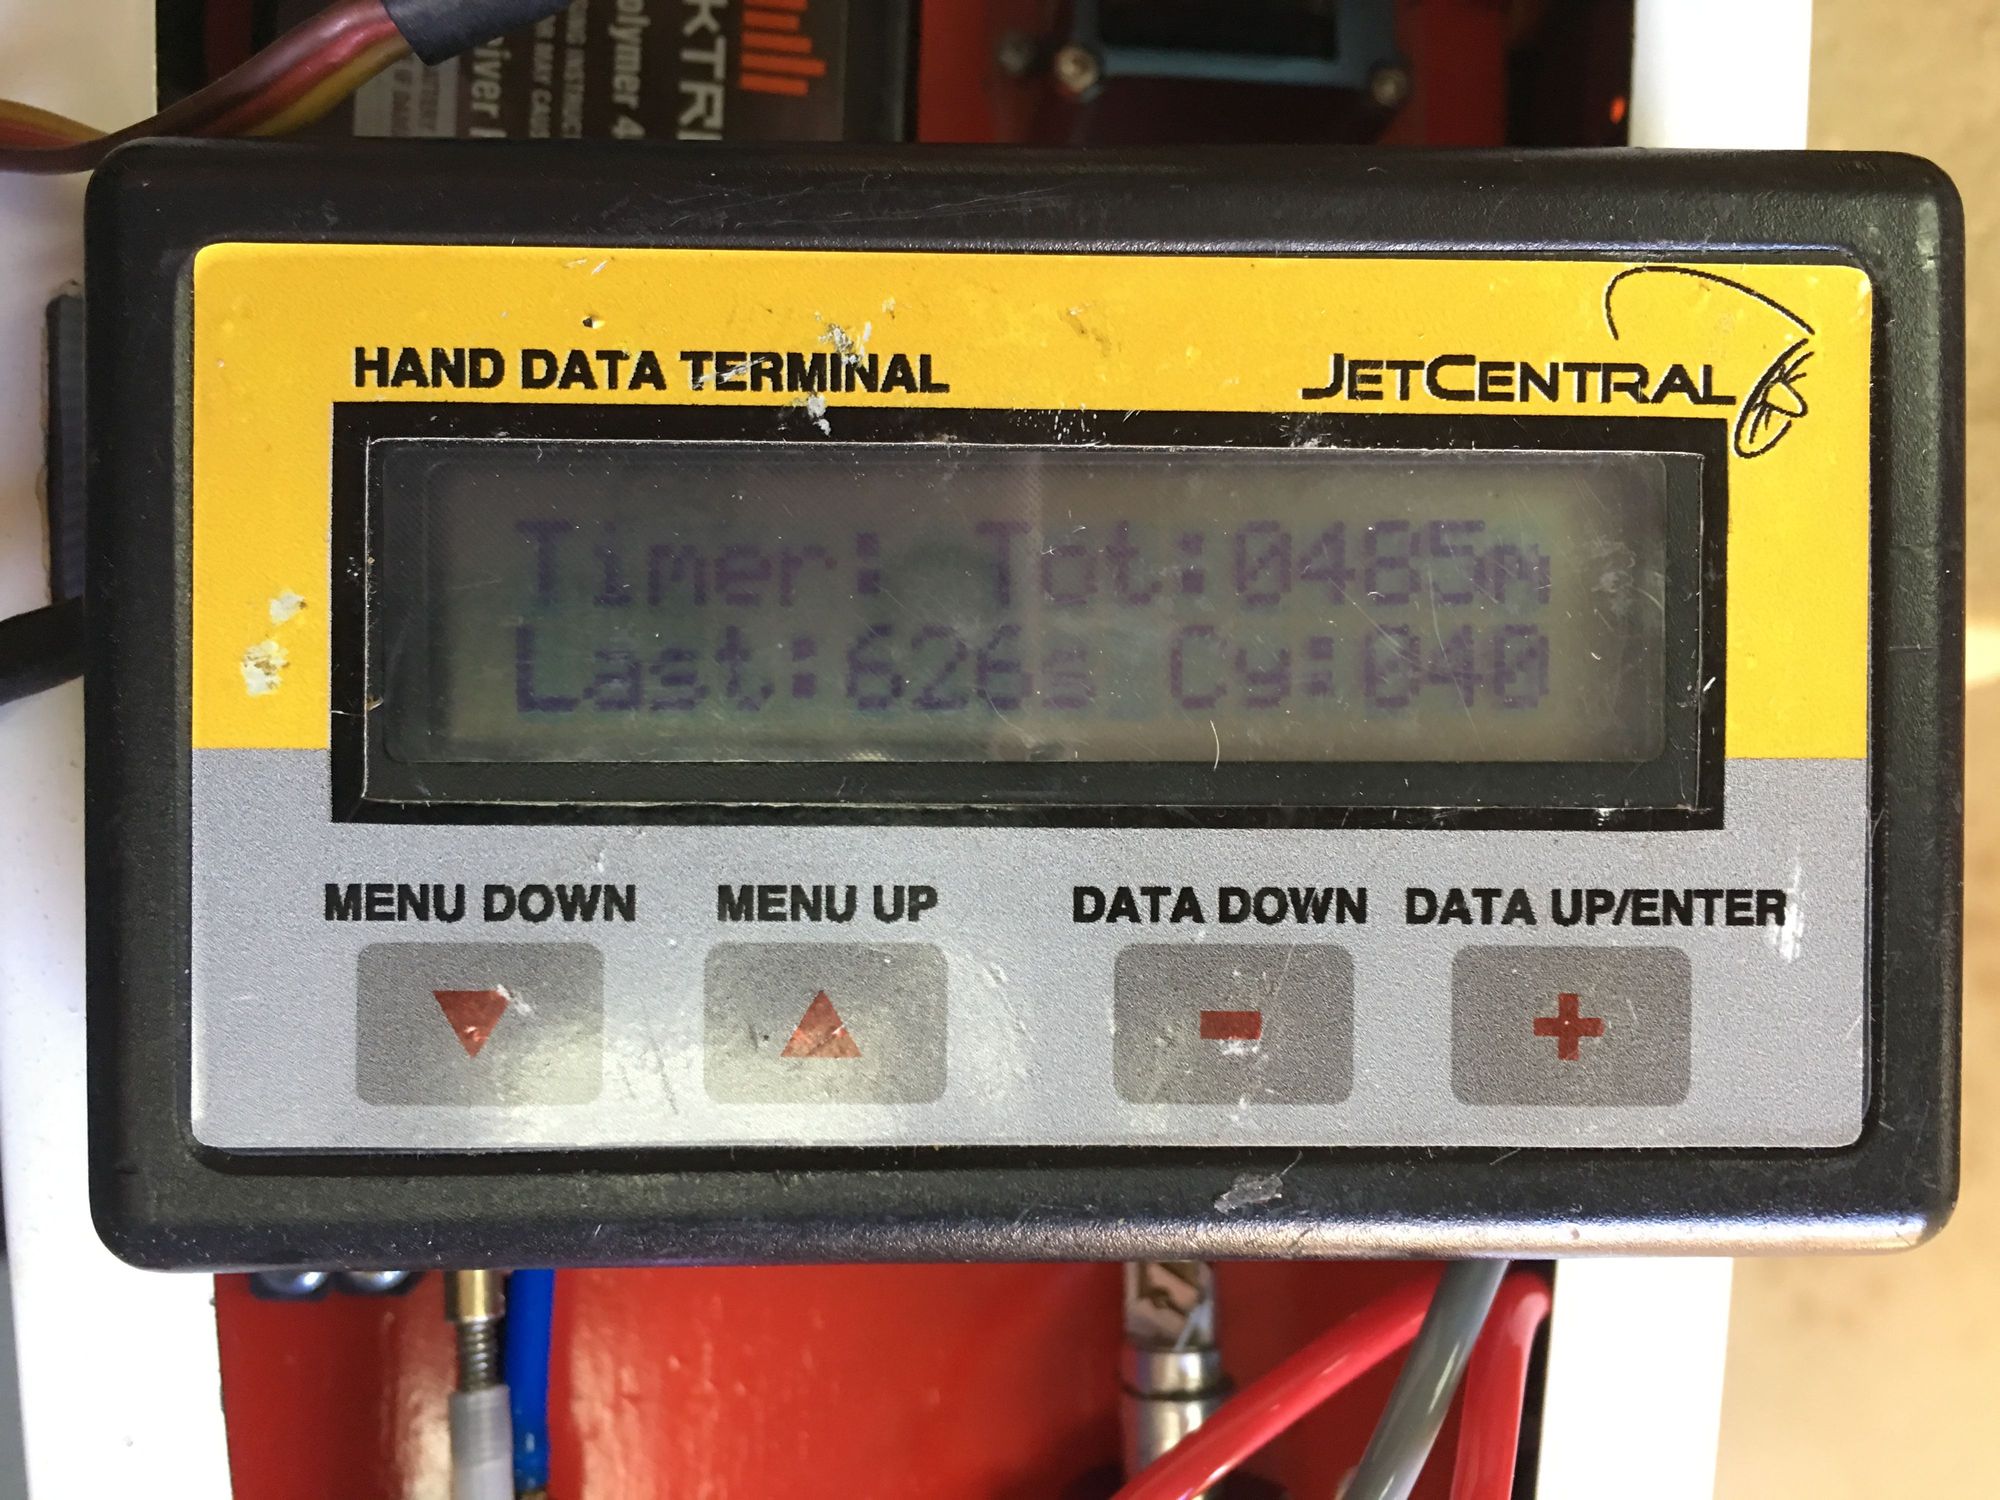 HAND DATA TERMINAL
JETCENTRAL
Timer: Tot:0485m
Last:626s Cy:040
MENU DOWN
MENU UP
DATA DOWN
DATA UP/ENTER